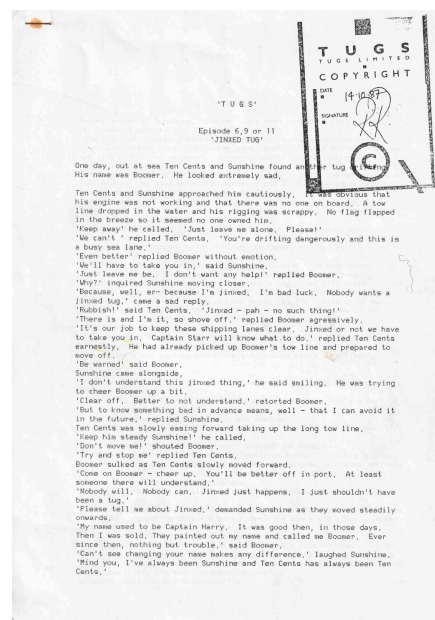 T U G S
TUGS LIMITED
COPYRIGHT
DATE
14·10·87
SIGNATURE
©
'T U G S'
Episode 6,9 or 11
'JINXED TUG'
One day, out at sea Ten Cents and Sunshine found another tug drifting.
His name was Boomer. He looked extremely sad.
Ten Cents and Sunshine approached him cautiously. It was obvious that
his engine was not working and that there was no one on board. A tow
line dropped in the water and his rigging was scrappy. No flag flapped
in the breeze so it seemed no one owned him.
'Keep away' he called, 'Just leave me alone, Please!'
'We can't ' replied Ten Cents. 'You're drifting dangerously and this is
a busy sea lane,'
'Even better' replied Boomer without emotion.
'We'll have to take you in,' said Sunshine.
'Just leave me be. I don't want any help!' replied Boomer.
'Why?' inquired Sunshine moving closer.
'Because, well, er- because I'm jinxed, I'm bad luck. Nobody wants a
jinxed tug,' came a sad reply.
'Rubbish!' said Ten Cents. 'Jinxed - pah - no such thing!'
'There is and I'm it, so shove off,' replied Boomer agressively.
'It's our job to keep these shipping lanes clear. Jinxed or not we have
to take you in. Captain Starr will know what to do,' replied Ten Cents
earnestly. He had already picked up Boomer's tow line and prepared to
move off.
'Be warned' said Boomer.
Sunshine came alongside,
'I don't understand this jinxed thing,' he said smiling. He was trying
to cheer Boomer up a bit.
'Clear off. Better to not understand,' retorted Boomer.
'But to know something bad in advance means, well - that I can avoid it
in the future,' replied Sunshine.
Ten Cents was slowly easing forward taking up the long tow line.
'Keep him steady Sunshine!' he called.
'Don't move me!' shouted Boomer.
'Try and stop me' replied Ten Cents.
Boomer sulked as Ten Cents slowly moved forward.
'Come on Boomer - cheer up. You'll be better off in port. At least
someone there will understand,'
'Nobody will. Nobody can. Jinxed just happens, I just shouldn't have
been a tug,'
'Please tell me about Jinxed,' demanded Sunshine as they moved steadily
onwards.
'My name used to be Captain Harry. It was good then, in those days.
Then I was sold. They painted out my name and called me Boomer. Ever
since then, nothing but trouble,' said Boomer.
'Can't see changing your name makes any difference,' laughed Sunshine.
'Mind you, I've always been Sunshine and Ten Cents has always been Ten
Cents,'